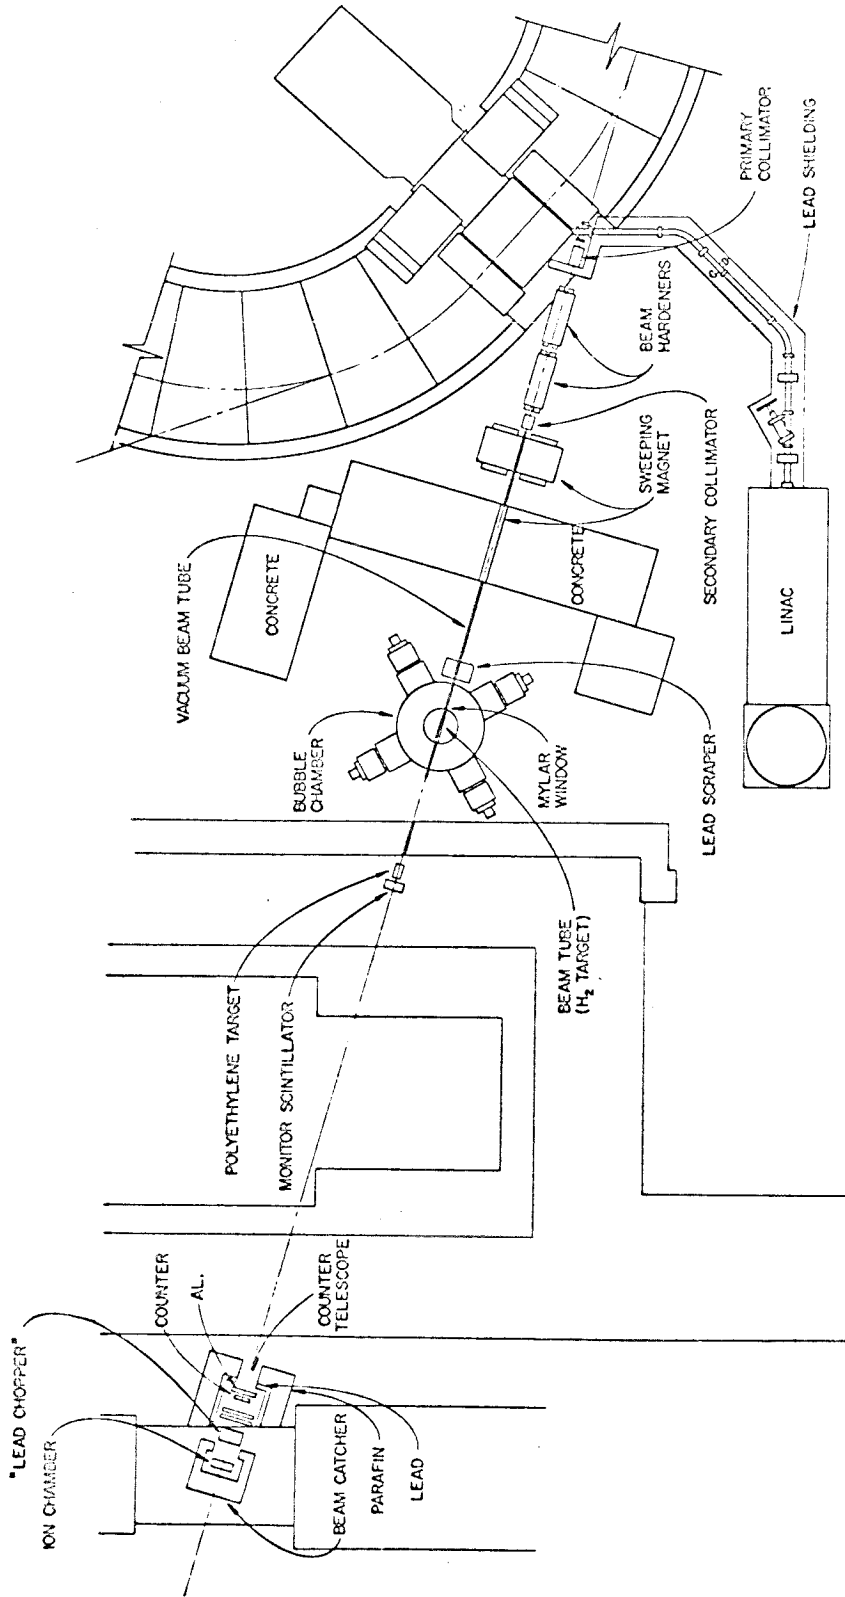 "LEAD CHOPPER"
ION CHAMBER
COUNTER
AL.
COUNTER
TELESCOPE
BEAM CATCHER
PARAFIN
LEAD
POLYETHYLENE TARGET
MONITOR SCINTILLATOR
BEAM TUBE
(H₂ TARGET)
BUBBLE
CHAMBER
MYLAR
WINDOW
LEAD SCRAPER
VACUUM BEAM TUBE
CONCRETE
CONCRETE
SWEEPING
MAGNET
SECONDARY COLLIMATOR
BEAM
HARDENERS
PRIMARY
COLLIMATOR
LEAD SHIELDING
LINAC